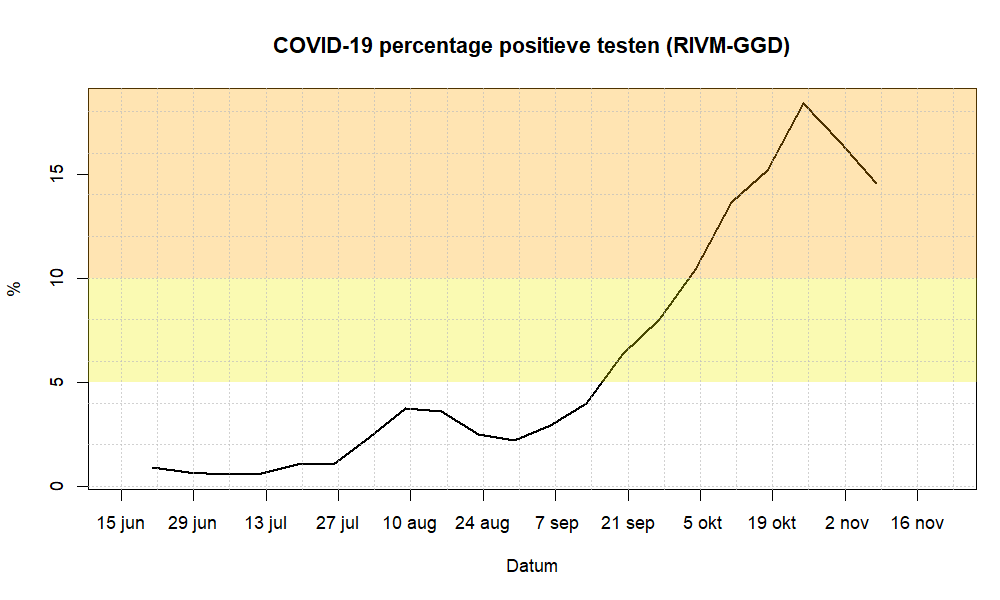 COVID-19 percentage positieve testen (RIVM-GGD)
%
15
10
5
0
15 jun 29 jun 13 jul 27 jul 10 aug 24 aug 7 sep 21 sep 5 okt 19 okt 2 nov 16 nov
Datum